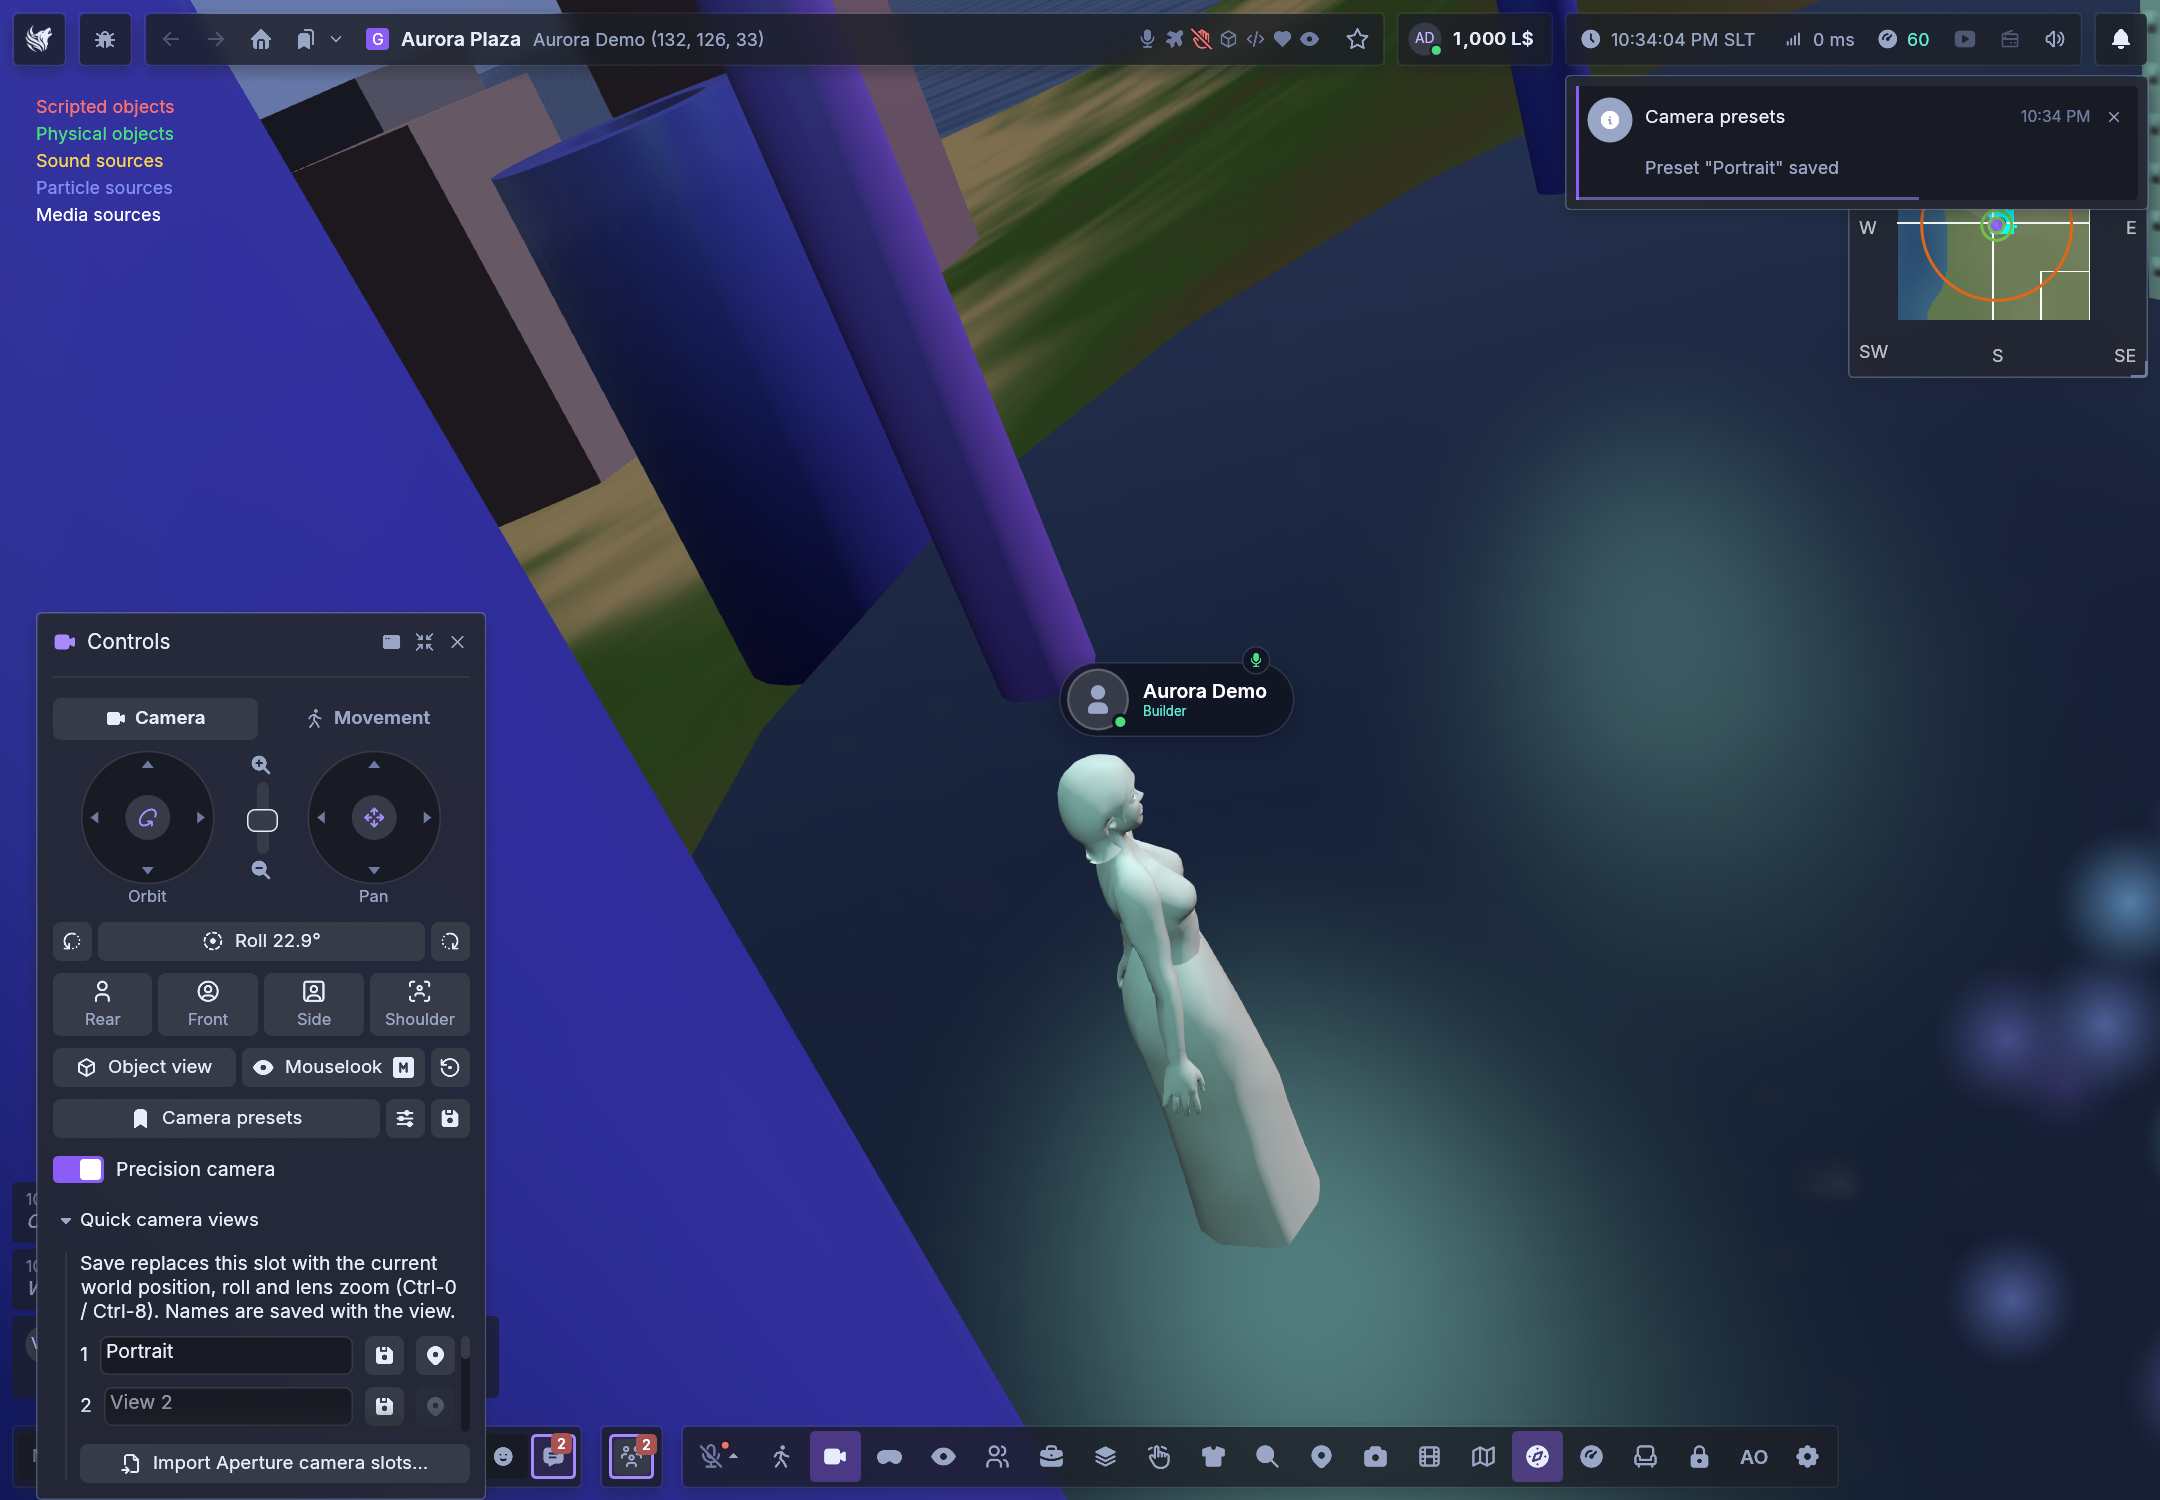 G Aurora Plaza Aurora Demo (132, 126, 33)
AD 1,000 L$
10:34:04 PM SLT 0 ms 60
Scripted objects
Physical objects
Sound sources
Particle sources
Media sources
Camera presets 10:34 PM
Preset "Portrait" saved
W E
SW S SE
Controls
Camera Movement
Orbit Pan
Roll 22.9°
Rear Front Side Shoulder
Object view Mouselook M
Camera presets
Precision camera
Quick camera views
Save replaces this slot with the current
world position, roll and lens zoom (Ctrl-0
/ Ctrl-8). Names are saved with the view.
1 Portrait
2 View 2
Import Aperture camera slots...
Aurora Demo
Builder
2
2
AO